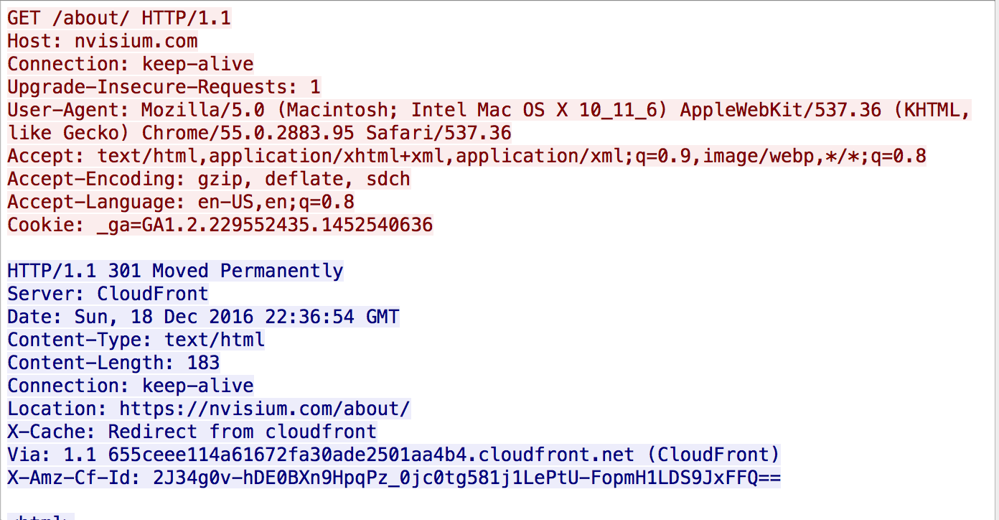 GET /about/ HTTP/1.1
Host: nvisium.com
Connection: keep-alive
Upgrade-Insecure-Requests: 1
User-Agent: Mozilla/5.0 (Macintosh; Intel Mac OS X 10_11_6) AppleWebKit/537.36 (KHTML,
like Gecko) Chrome/55.0.2883.95 Safari/537.36
Accept: text/html,application/xhtml+xml,application/xml;q=0.9,image/webp,*/*;q=0.8
Accept-Encoding: gzip, deflate, sdch
Accept-Language: en-US,en;q=0.8
Cookie: _ga=GA1.2.229552435.1452540636
HTTP/1.1 301 Moved Permanently
Server: CloudFront
Date: Sun, 18 Dec 2016 22:36:54 GMT
Content-Type: text/html
Content-Length: 183
Connection: keep-alive
Location: https://nvisium.com/about/
X-Cache: Redirect from cloudfront
Via: 1.1 655ceee114a61672fa30ade2501aa4b4.cloudfront.net (CloudFront)
X-Amz-Cf-Id: 2J34g0v-hDE0BXn9HpqPz_0jc0tg581j1LePtU-FopmH1LDS9JxFFQ==
<html>